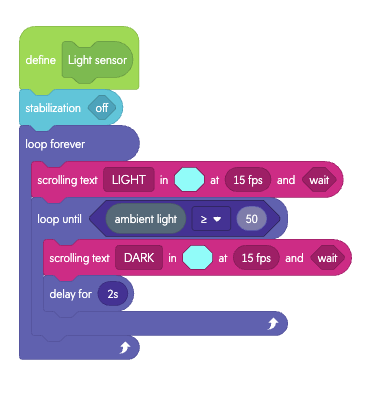 define Light sensor
stabilization off
loop forever
scrolling text LIGHT in at 15 fps and wait
loop until ambient light ≥ 50
scrolling text DARK in at 15 fps and wait
delay for 2s